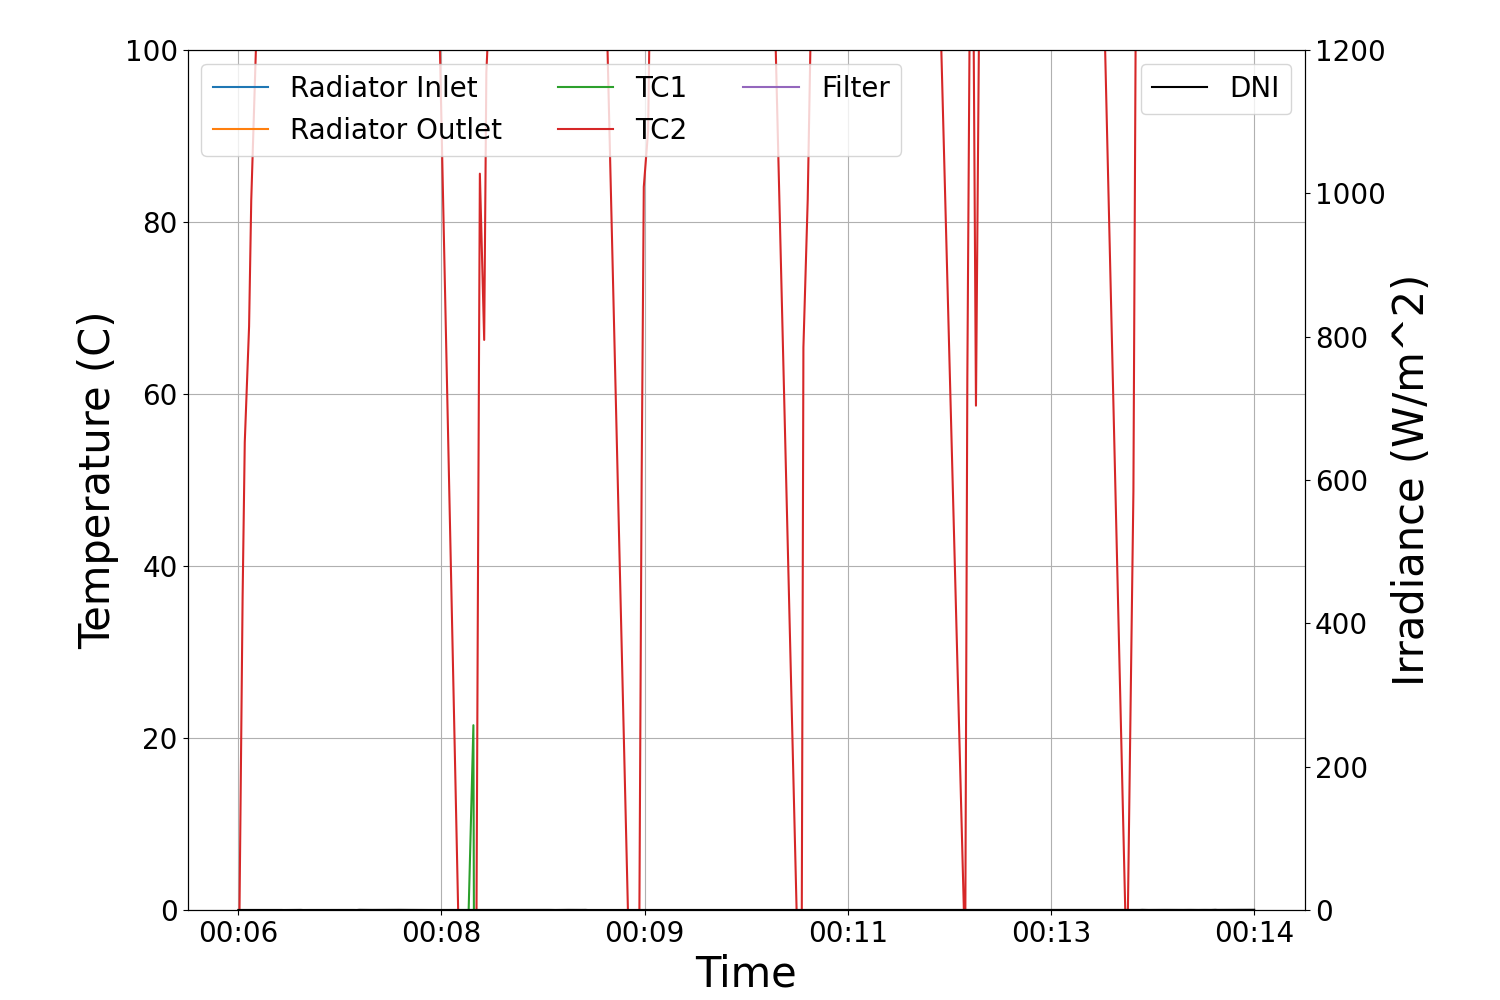 100
80
60
40
20
0
Temperature (C)
Radiator Inlet
Radiator Outlet
TC1
TC2
Filter
DNI
1200
1000
800
600
400
200
0
Irradiance (W/m^2)
00:06 00:08 00:09 00:11 00:13 00:14
Time